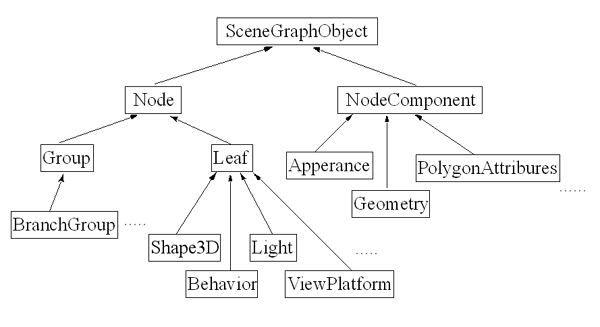 SceneGraphObject
Node
NodeComponent
Group
Leaf
Apperance
PolygonAttribures
......
Geometry
BranchGroup
.....
Shape3D
Light
.....
Behavior
ViewPlatform